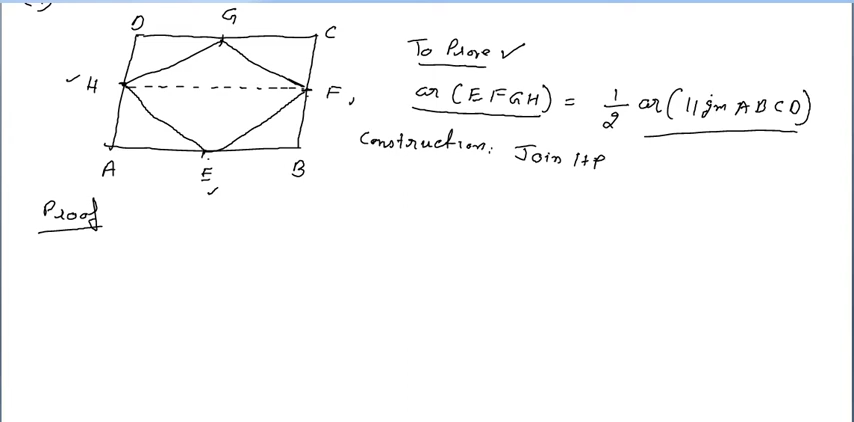 D G C
To Prove ✓
✓ H F,
ar (EFGH) = 1/2 ar (||gm ABCD)
Construction: Join HF
A E B
✓
Proof